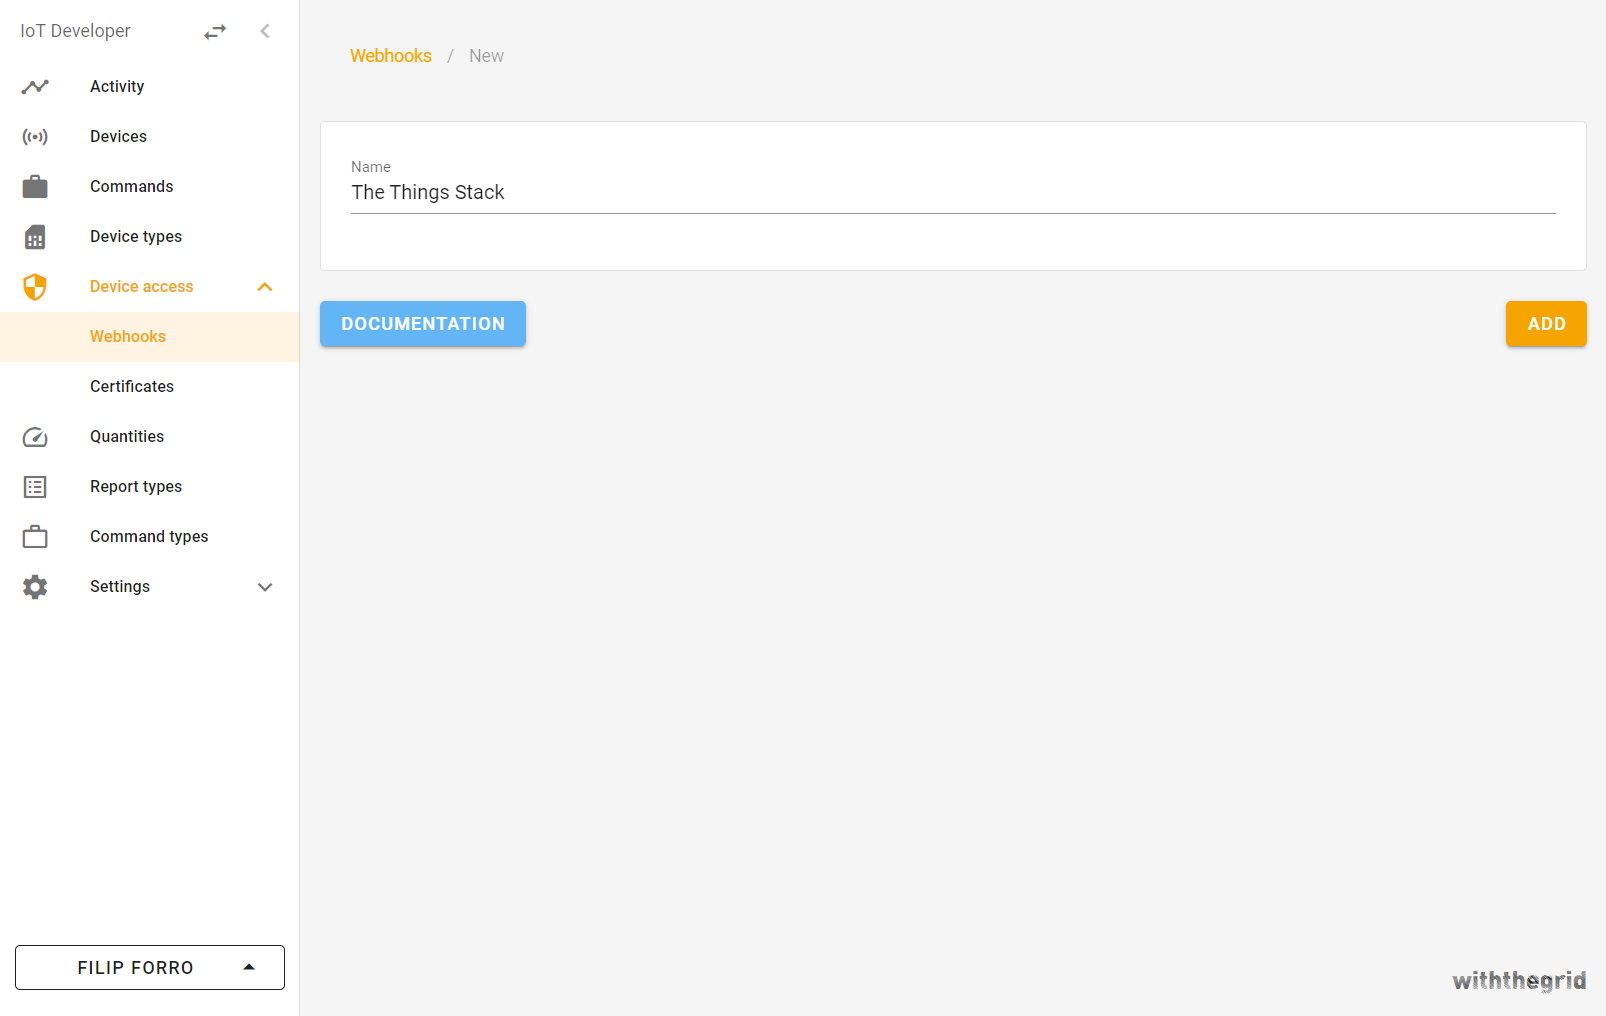 IoT Developer
Activity
Devices
Commands
Device types
Device access
Webhooks
Certificates
Quantities
Report types
Command types
Settings
FILIP FORRO
Webhooks / New
Name
The Things Stack
DOCUMENTATION
ADD
withthegrid